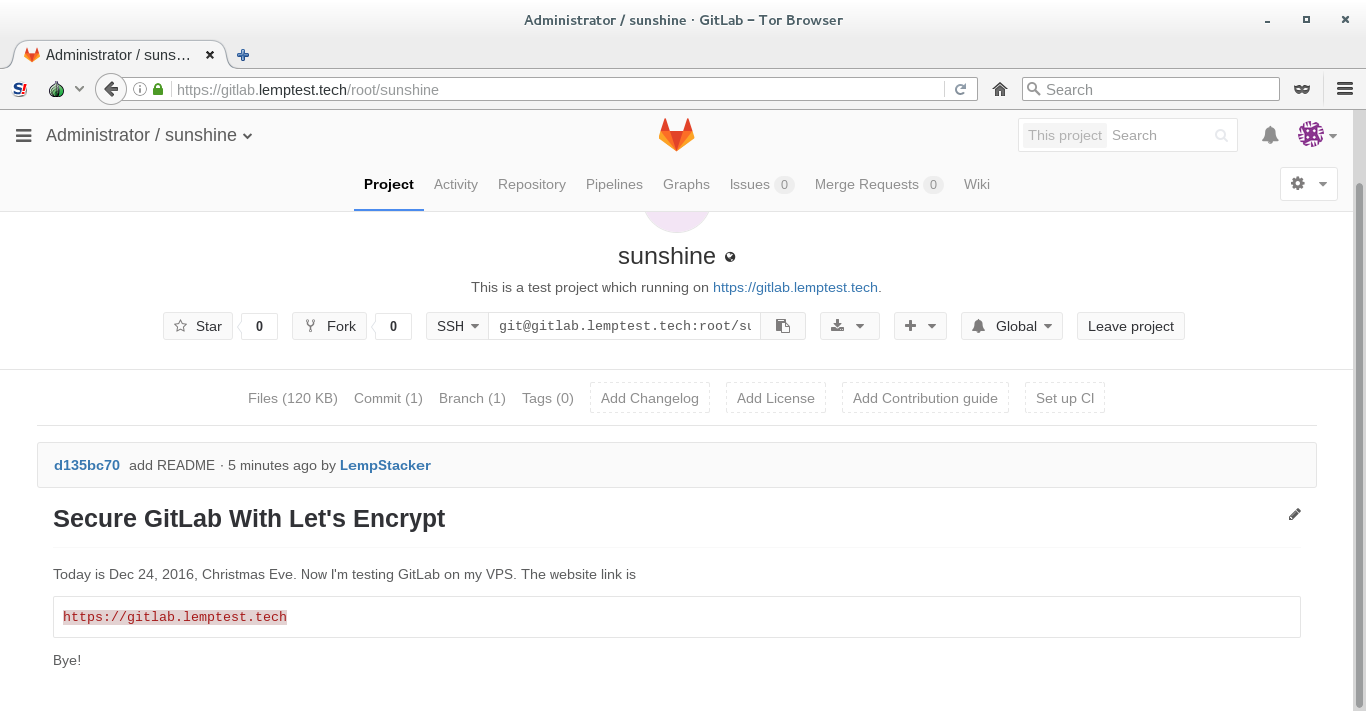 Administrator / sunshine · GitLab – Tor Browser
Administrator / suns…
https://gitlab.lemptest.tech/root/sunshine
Search
Administrator / sunshine
This project Search
Project Activity Repository Pipelines Graphs Issues 0 Merge Requests 0 Wiki
sunshine
This is a test project which running on https://gitlab.lemptest.tech.
Star 0 Fork 0 SSH git@gitlab.lemptest.tech:root/su Global Leave project
Files (120 KB) Commit (1) Branch (1) Tags (0) Add Changelog Add License Add Contribution guide Set up CI
d135bc70 add README · 5 minutes ago by LempStacker
Secure GitLab With Let's Encrypt
Today is Dec 24, 2016, Christmas Eve. Now I'm testing GitLab on my VPS. The website link is
https://gitlab.lemptest.tech
Bye!